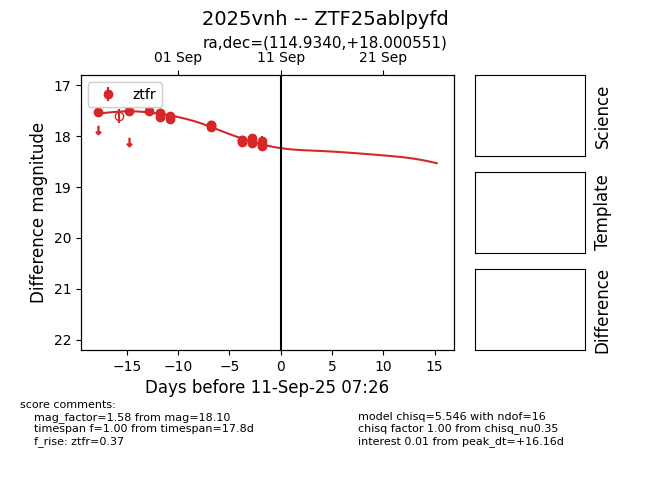 2025vnh -- ZTF25ablpyfd
ra,dec=(114.9340,+18.000551)
01 Sep 11 Sep 21 Sep
ztfr
17
18
19
20
21
22
Difference magnitude
−15 −10 −5 0 5 10 15
Days before 11-Sep-25 07:26
Science
Template
Difference
score comments:
mag_factor=1.58 from mag=18.10
timespan f=1.00 from timespan=17.8d
f_rise: ztfr=0.37
model chisq=5.546 with ndof=16
chisq factor 1.00 from chisq_nu0.35
interest 0.01 from peak_dt=+16.16d